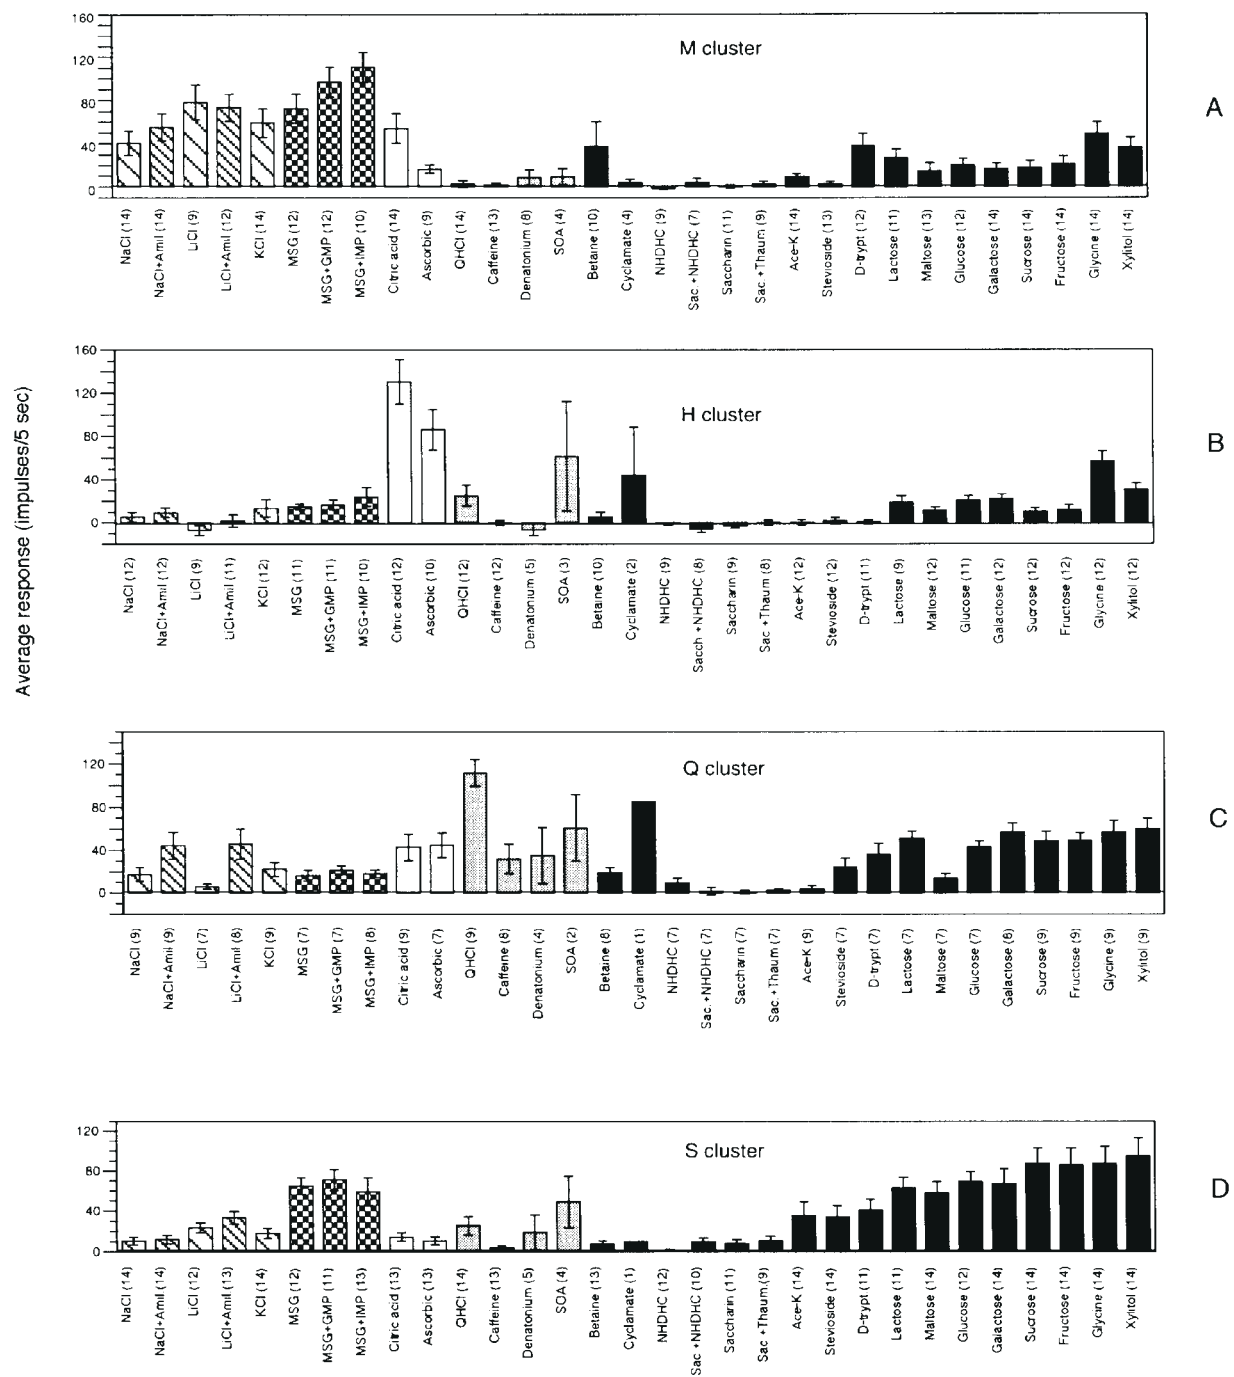 Average response (impulses/5 sec)
160
120
80
40
0
M cluster
A
NaCl (14)
NaCl+Amil (14)
LiCl (9)
LiCl+Amil (12)
KCl (14)
MSG (12)
MSG+GMP (12)
MSG+IMP (10)
Citric acid (14)
Ascorbic (9)
QHCl (14)
Caffeine (13)
Denatonium (8)
SOA (4)
Betaine (10)
Cyclamate (4)
NHDHC (9)
Sac.+NHDHC (7)
Saccharin (11)
Sac.+Thaum (9)
Ace-K (14)
Stevioside (13)
D-trypt (12)
Lactose (11)
Maltose (13)
Glucose (12)
Galactose (14)
Sucrose (14)
Fructose (14)
Glycine (14)
Xylitol (14)
160
120
80
40
0
H cluster
B
NaCl (12)
NaCl+Amil (12)
LiCl (9)
LiCl+Amil (11)
KCl (12)
MSG (11)
MSG+GMP (11)
MSG+IMP (10)
Citric acid (12)
Ascorbic (10)
QHCl (12)
Caffeine (12)
Denatonium (5)
SOA (3)
Betaine (10)
Cyclamate (2)
NHDHC (9)
Sacch +NHDHC (8)
Saccharin (9)
Sac +Thaum (8)
Ace-K (12)
Stevioside (12)
D-trypt (11)
Lactose (9)
Maltose (12)
Glucose (11)
Galactose (12)
Sucrose (12)
Fructose (12)
Glycine (12)
Xylitol (12)
120
80
40
0
Q cluster
C
NaCl (9)
NaCl+Amil (9)
LiCl (7)
LiCl+Amil (8)
KCl (9)
MSG (7)
MSG+GMP (7)
MSG+IMP (8)
Citric acid (9)
Ascorbic (7)
QHCl (9)
Caffeine (8)
Denatonium (4)
SOA (2)
Betaine (8)
Cyclamate (1)
NHDHC (7)
Sac.+NHDHC (7)
Saccharin (7)
Sac.+Thaum (7)
Ace-K (9)
Stevioside (7)
D-trypt (7)
Lactose (7)
Maltose (7)
Glucose (7)
Galactose (8)
Sucrose (9)
Fructose (9)
Glycine (9)
Xylitol (9)
120
80
40
0
S cluster
D
NaCl (14)
NaCl+Amil (14)
LiCl (12)
LiCl+Amil (13)
KCl (14)
MSG (12)
MSG+GMP (11)
MSG+IMP (13)
Citric acid (13)
Ascorbic (13)
QHCl (14)
Caffeine (13)
Denatonium (5)
SOA (4)
Betaine (13)
Cyclamate (1)
NHDHC (12)
Sac +NHDHC (10)
Saccharin (11)
Sac +Thaum.(9)
Ace-K (14)
Stevioside (14)
D-trypt (11)
Lactose (11)
Maltose (14)
Glucose (12)
Galactose (14)
Sucrose (14)
Fructose (14)
Glycine (14)
Xylitol (14)